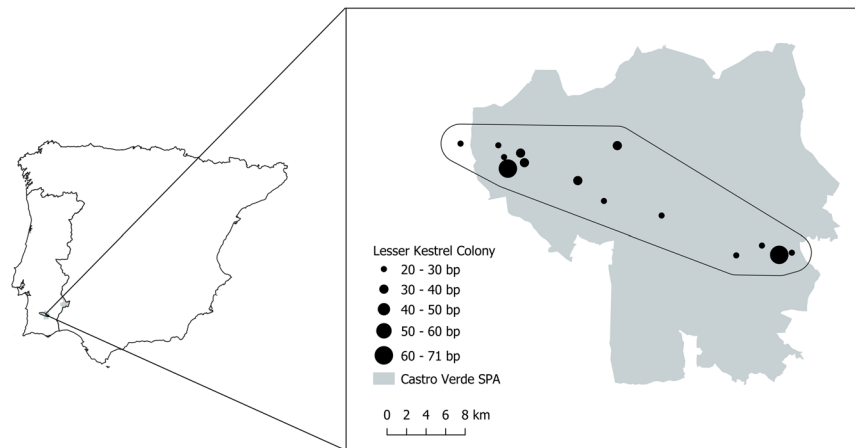 Lesser Kestrel Colony
20 - 30 bp
30 - 40 bp
40 - 50 bp
50 - 60 bp
60 - 71 bp
Castro Verde SPA
0 2 4 6 8 km